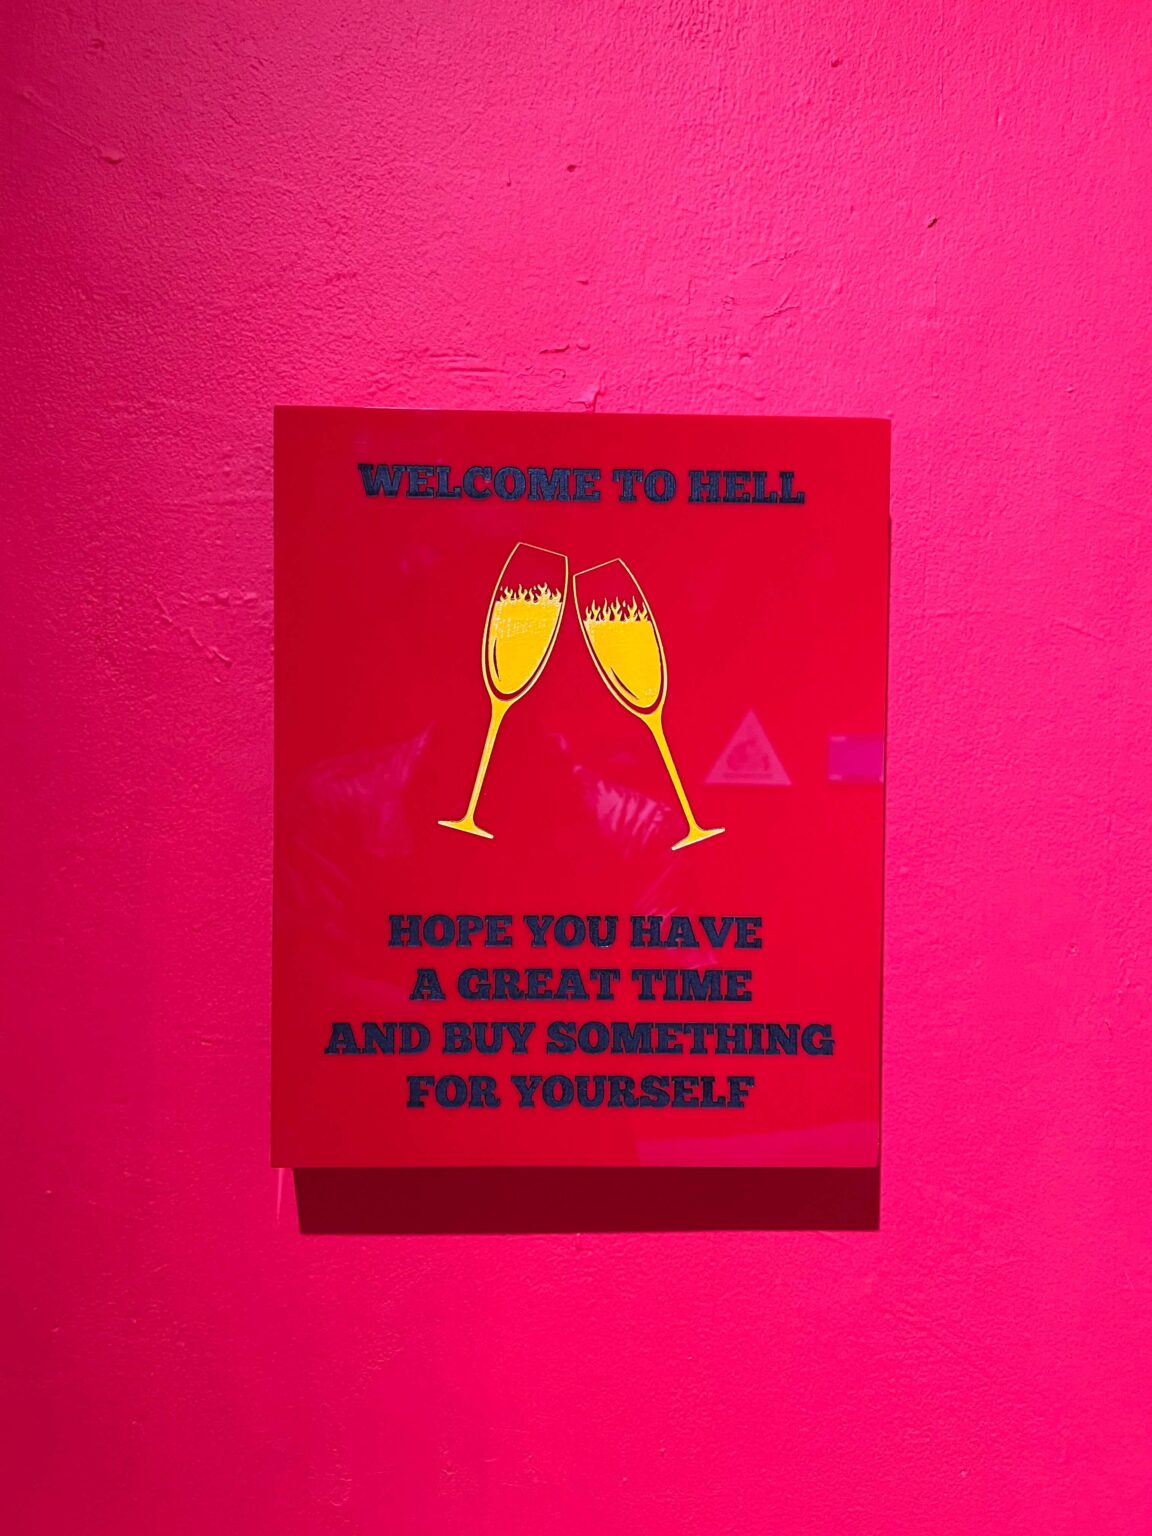 WELCOME TO HELL
HOPE YOU HAVE
A GREAT TIME
AND BUY SOMETHING
FOR YOURSELF